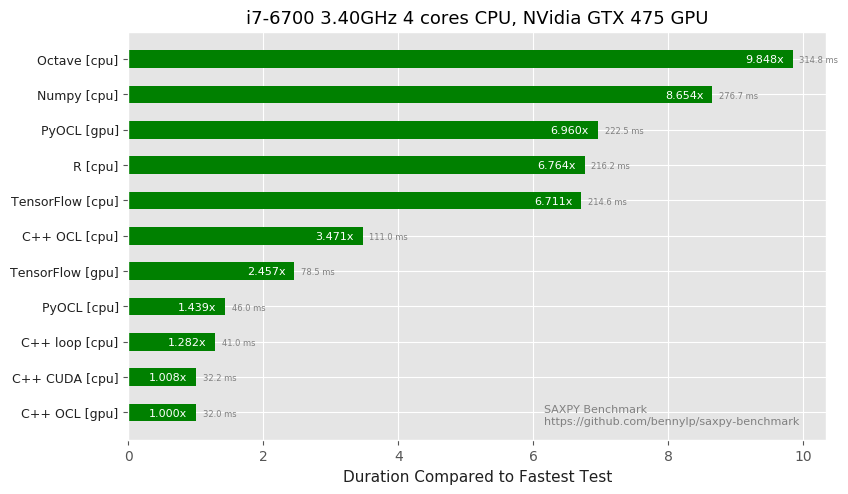 i7-6700 3.40GHz 4 cores CPU, NVidia GTX 475 GPU
Octave [cpu] 9.848x 314.8 ms
Numpy [cpu] 8.654x 276.7 ms
PyOCL [gpu] 6.960x 222.5 ms
R [cpu] 6.764x 216.2 ms
TensorFlow [cpu] 6.711x 214.6 ms
C++ OCL [cpu] 3.471x 111.0 ms
TensorFlow [gpu] 2.457x 78.5 ms
PyOCL [cpu] 1.439x 46.0 ms
C++ loop [cpu] 1.282x 41.0 ms
C++ CUDA [cpu] 1.008x 32.2 ms
C++ OCL [gpu] 1.000x 32.0 ms
SAXPY Benchmark
https://github.com/bennylp/saxpy-benchmark
0 2 4 6 8 10
Duration Compared to Fastest Test